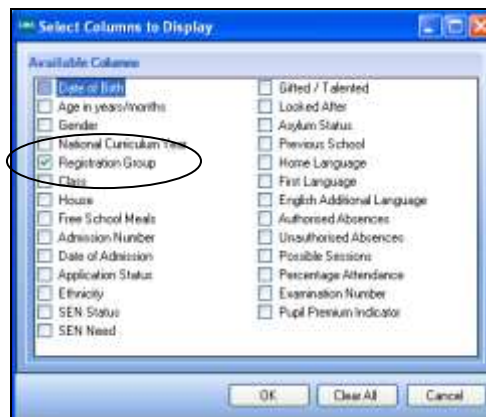 Select Columns to Display
Available Columns
Date of Birth
Age in years/months
Gender
National Curriculum Year
Registration Group
Class
House
Free School Meals
Admission Number
Date of Admission
Application Status
Ethnicity
SEN Status
SEN Need
Gifted / Talented
Looked After
Asylum Status
Previous School
Home Language
First Language
English Additional Language
Authorised Absences
Unauthorised Absences
Possible Sessions
Percentage Attendance
Examination Number
Pupil Premium Indicator
OK
Clear All
Cancel